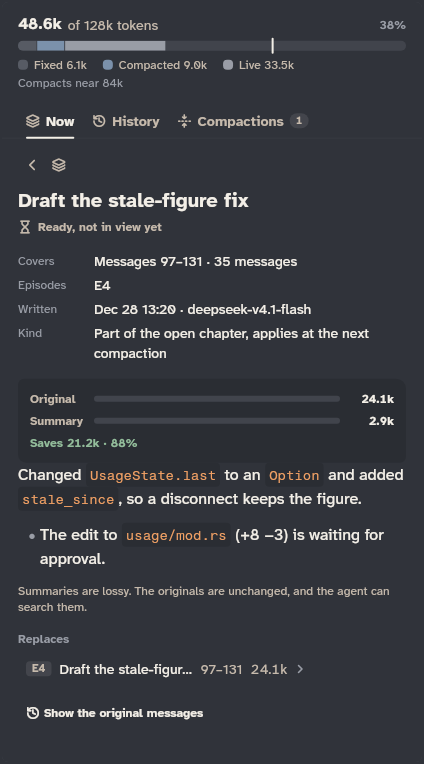 48.6k of 128k tokens 38%
Fixed 6.1k Compacted 9.0k Live 33.5k
Compacts near 84k
Now History Compactions 1
Draft the stale-figure fix
Ready, not in view yet
Covers Messages 97–131 · 35 messages
Episodes E4
Written Dec 28 13:20 · deepseek-v4.1-flash
Kind Part of the open chapter, applies at the next
compaction
Original 24.1k
Summary 2.9k
Saves 21.2k · 88%
Changed UsageState.last to an Option and added
stale_since, so a disconnect keeps the figure.
• The edit to usage/mod.rs (+8 −3) is waiting for
approval.
Summaries are lossy. The originals are unchanged, and the agent can
search them.
Replaces
E4 Draft the stale-figur... 97–131 24.1k
Show the original messages